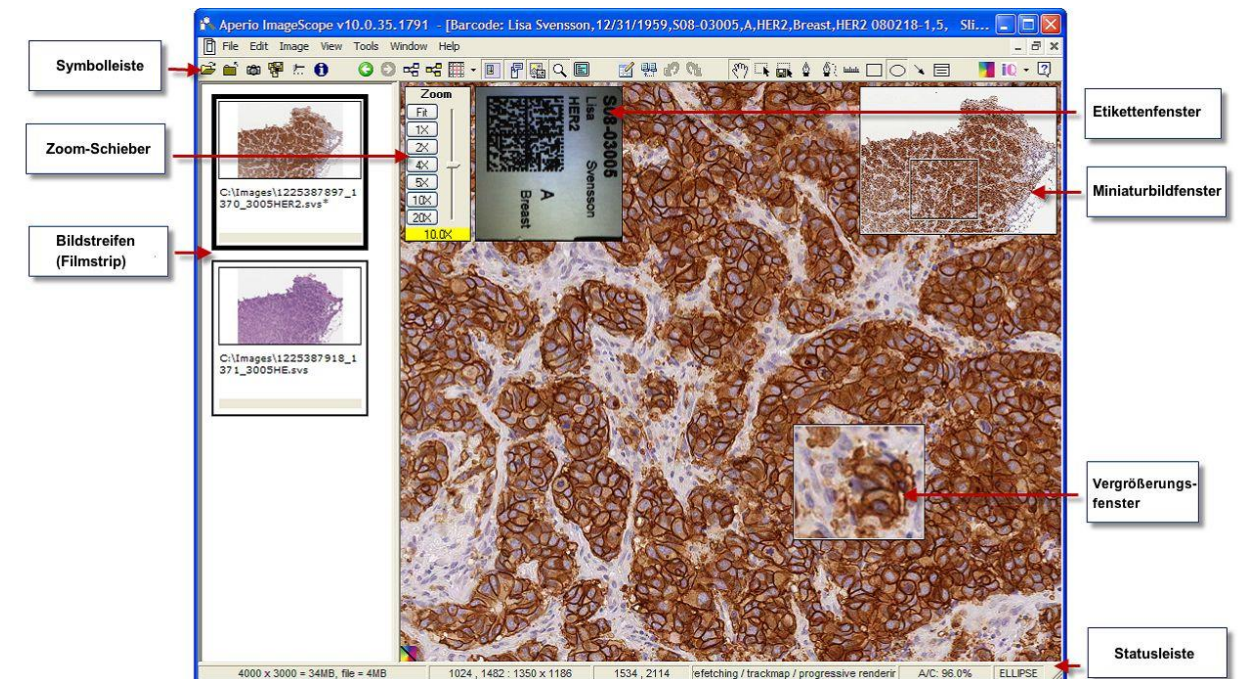 Aperio ImageScope v10.0.35.1791 - [Barcode: Lisa Svensson,12/31/1959,S08-03005,A,HER2,Breast,HER2 080218-1,5, Sli...
File Edit Image View Tools Window Help
Symbolleiste
Zoom-Schieber
Bildstreifen
(Filmstrip)
C:\Images\1225387897_1
370_3005HER2.svs*
C:\Images\1225387918_1
371_3005HE.svs
Zoom
Fit
1X
2X
4X
5X
10X
20X
10.0X
S08-03005
Lisa Svensson
HER2
A
Breast
iQ
Etikettenfenster
Miniaturbildfenster
Vergrößerungs-
fenster
Statusleiste
4000 x 3000 = 34MB, file = 4MB
1024 , 1482 : 1350 x 1186
1534 , 2114
efetching / trackmap / progressive renderir
A/C: 96.0%
ELLIPSE